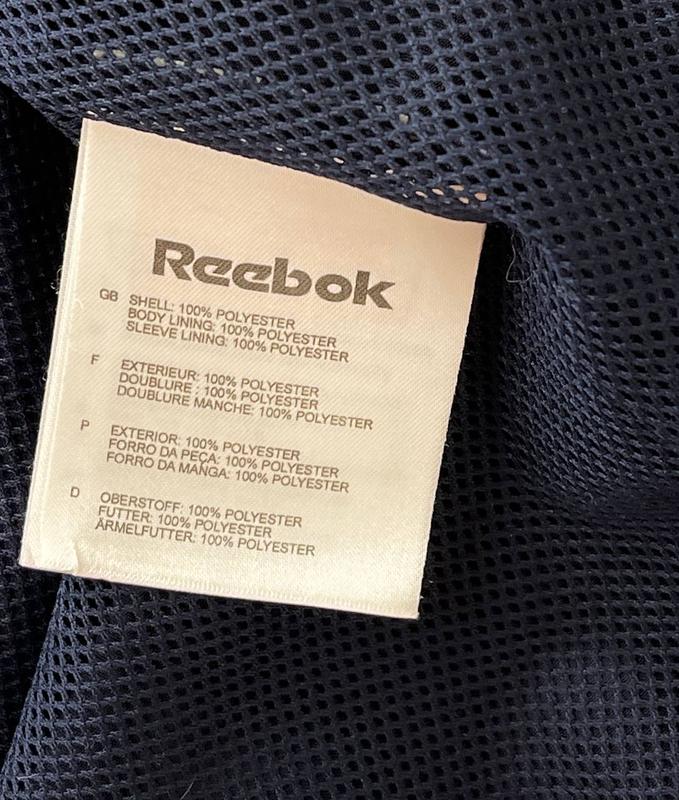 Reebok
GB SHELL: 100% POLYESTER
BODY LINING: 100% POLYESTER
SLEEVE LINING: 100% POLYESTER
F EXTERIEUR: 100% POLYESTER
DOUBLURE : 100% POLYESTER
DOUBLURE MANCHE: 100% POLYESTER
P EXTERIOR: 100% POLYESTER
FORRO DA PEÇA: 100% POLYESTER
FORRO DA MANGA: 100% POLYESTER
D OBERSTOFF: 100% POLYESTER
FUTTER: 100% POLYESTER
ÄRMELFUTTER: 100% POLYESTER